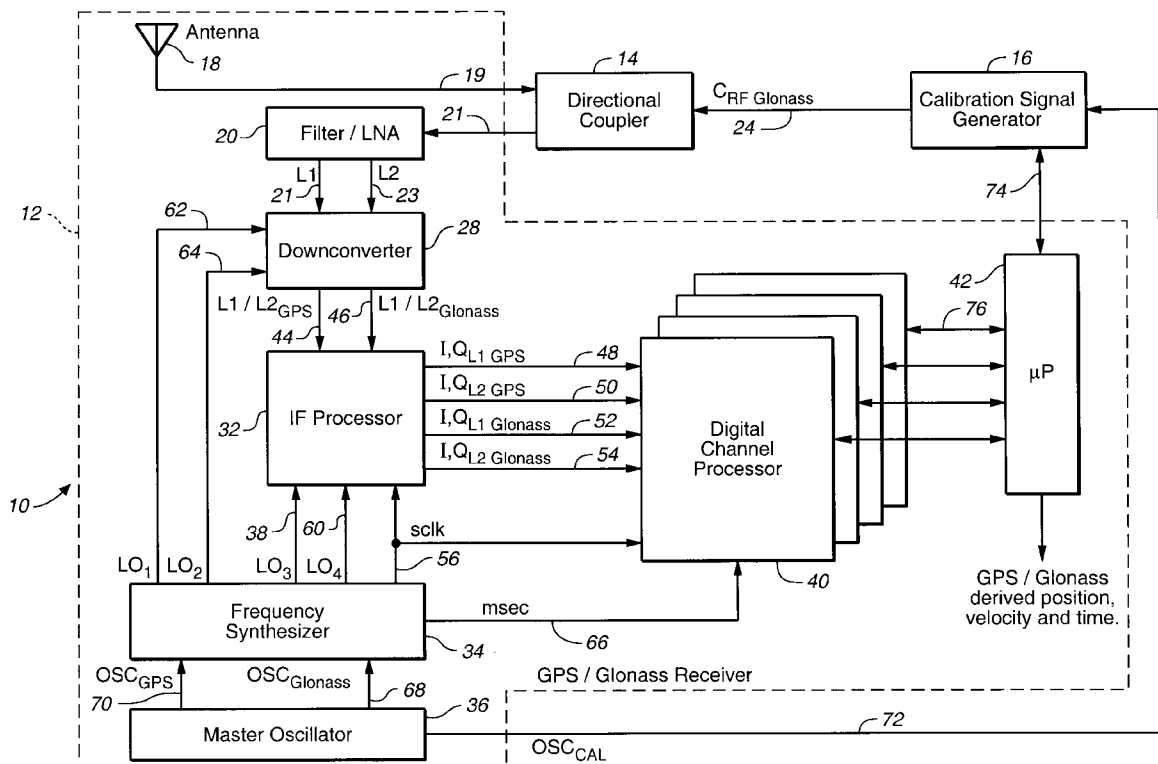 Antenna
18
19
14
Directional
Coupler
16
Calibration Signal
Generator
C_RF Glonass
24
20
Filter / LNA
21
L1
L2
21
23
74
12
62
64
Downconverter
28
42
L1 / L2_GPS
44
46
L1 / L2_Glonass
76
I,Q_L1 GPS
48
I,Q_L2 GPS
50
I,Q_L1 Glonass
52
I,Q_L2 Glonass
54
32
IF Processor
Digital
Channel
Processor
µP
10
38
60
sclk
56
LO1
LO2
LO3
LO4
40
Frequency
Synthesizer
34
msec
66
GPS / Glonass
derived position,
velocity and time.
OSC_GPS
70
OSC_Glonass
68
GPS / Glonass Receiver
36
Master Oscillator
72
OSC_CAL